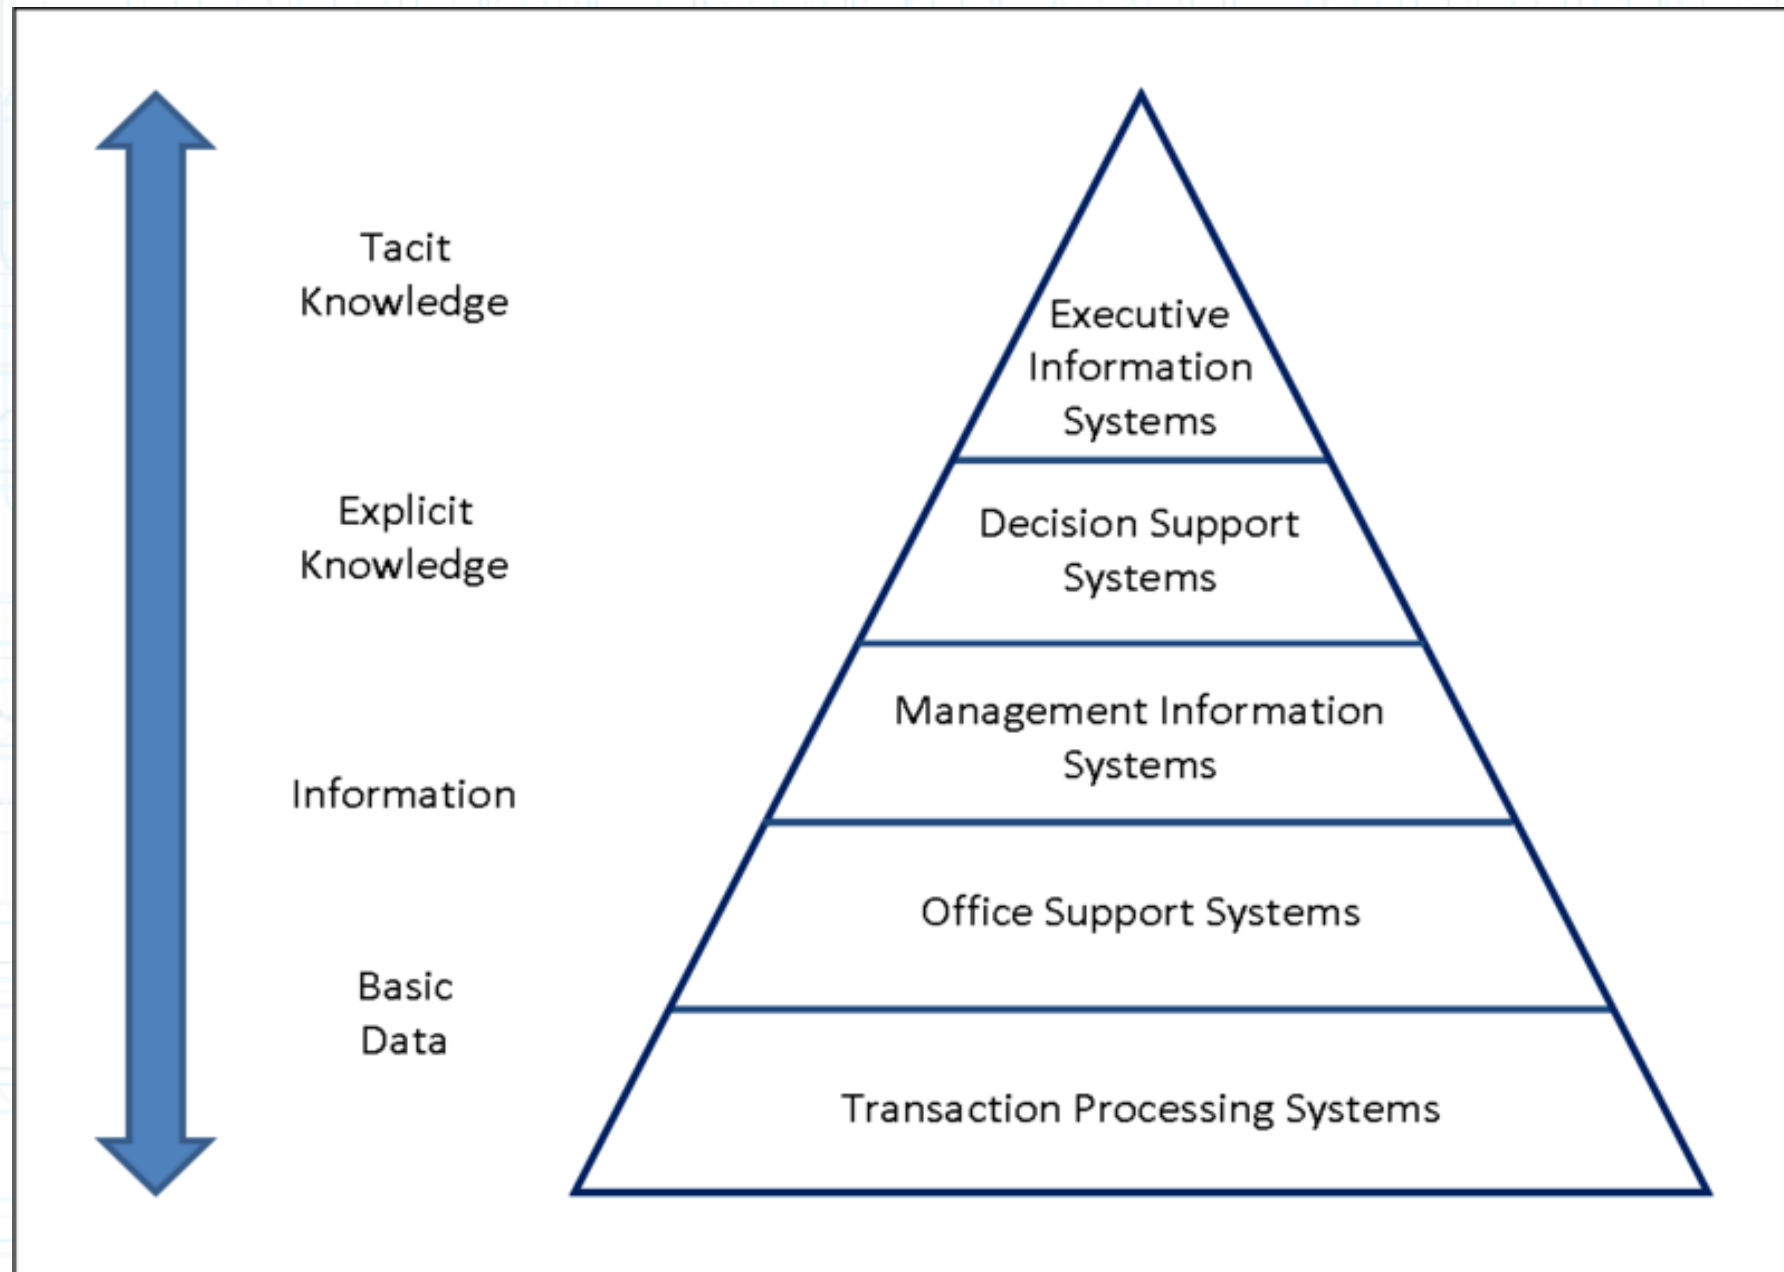 Tacit
Knowledge
Explicit
Knowledge
Information
Basic
Data
Executive
Information
Systems
Decision Support
Systems
Management Information
Systems
Office Support Systems
Transaction Processing Systems